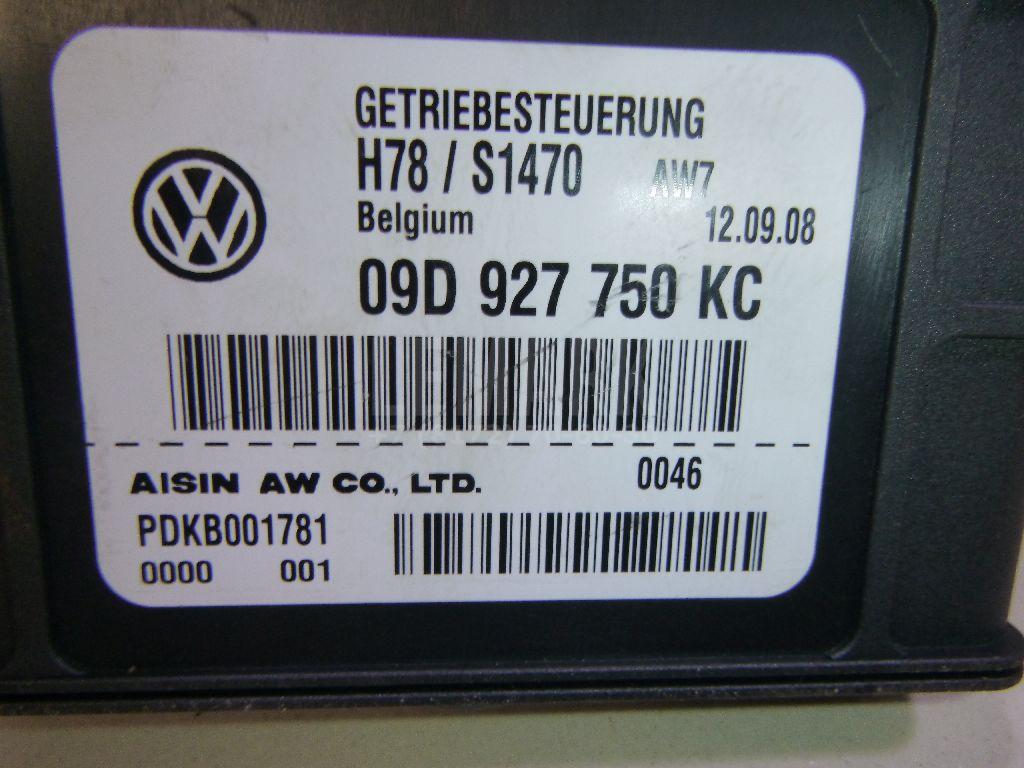 GETRIEBESTEUERUNG
H78 / S1470 AW7
Belgium 12.09.08
09D 927 750 KC
AISIN AW CO., LTD. 0046
PDKB001781
0000 001